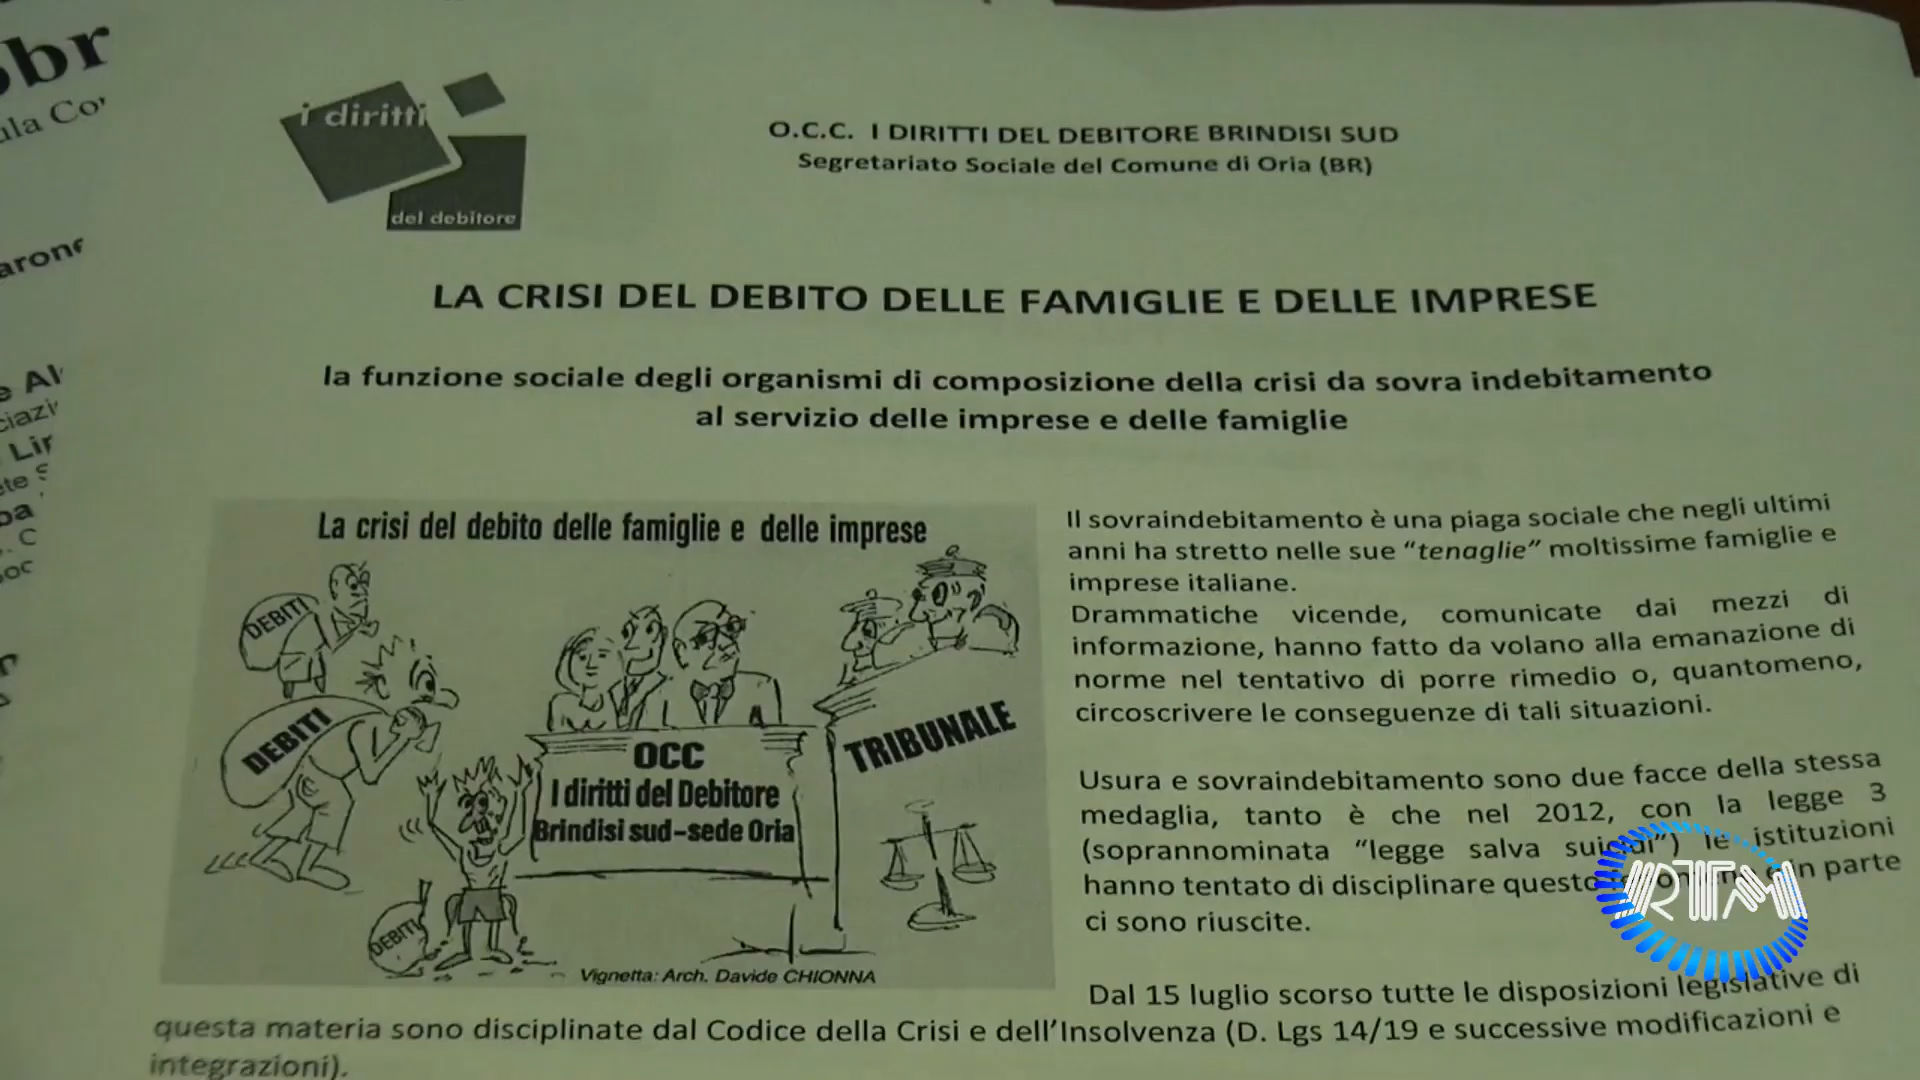 i diritti
del debitore
O.C.C. I DIRITTI DEL DEBITORE BRINDISI SUD
Segretariato Sociale del Comune di Oria (BR)
LA CRISI DEL DEBITO DELLE FAMIGLIE E DELLE IMPRESE
la funzione sociale degli organismi di composizione della crisi da sovra indebitamento
al servizio delle imprese e delle famiglie
La crisi del debito delle famiglie e delle imprese
DEBITI
DEBITI
DEBITI
OCC
I diritti del Debitore
Brindisi sud-sede Oria
TRIBUNALE
Vignetta: Arch. Davide CHIONNA
Il sovraindebitamento è una piaga sociale che negli ultimi
anni ha stretto nelle sue “tenaglie” moltissime famiglie e
imprese italiane.
Drammatiche vicende, comunicate dai mezzi di
informazione, hanno fatto da volano alla emanazione di
norme nel tentativo di porre rimedio o, quantomeno,
circoscrivere le conseguenze di tali situazioni.
Usura e sovraindebitamento sono due facce della stessa
medaglia, tanto è che nel 2012, con la legge 3
(soprannominata “legge salva suicidi”) le istituzioni
hanno tentato di disciplinare questo in parte
ci sono riuscite.
Dal 15 luglio scorso tutte le disposizioni legislative di
questa materia sono disciplinate dal Codice della Crisi e dell’Insolvenza (D. Lgs 14/19 e successive modificazioni e
integrazioni).
RTM